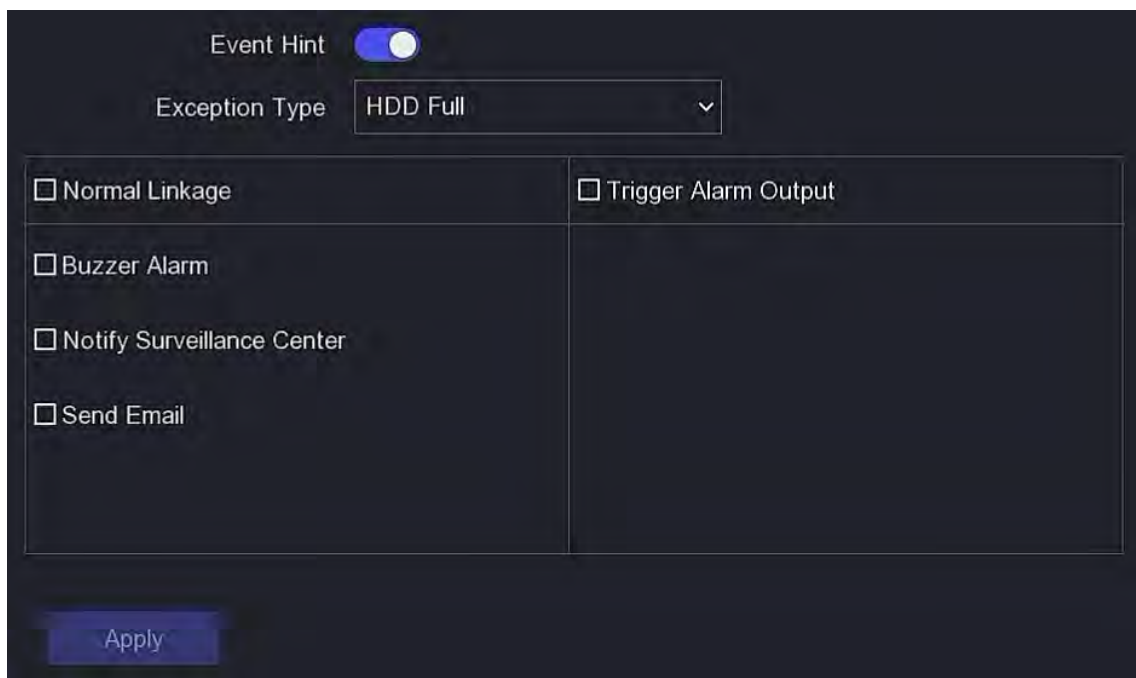 Event Hint
Exception Type HDD Full
Normal Linkage Trigger Alarm Output
Buzzer Alarm
Notify Surveillance Center
Send Email
Apply